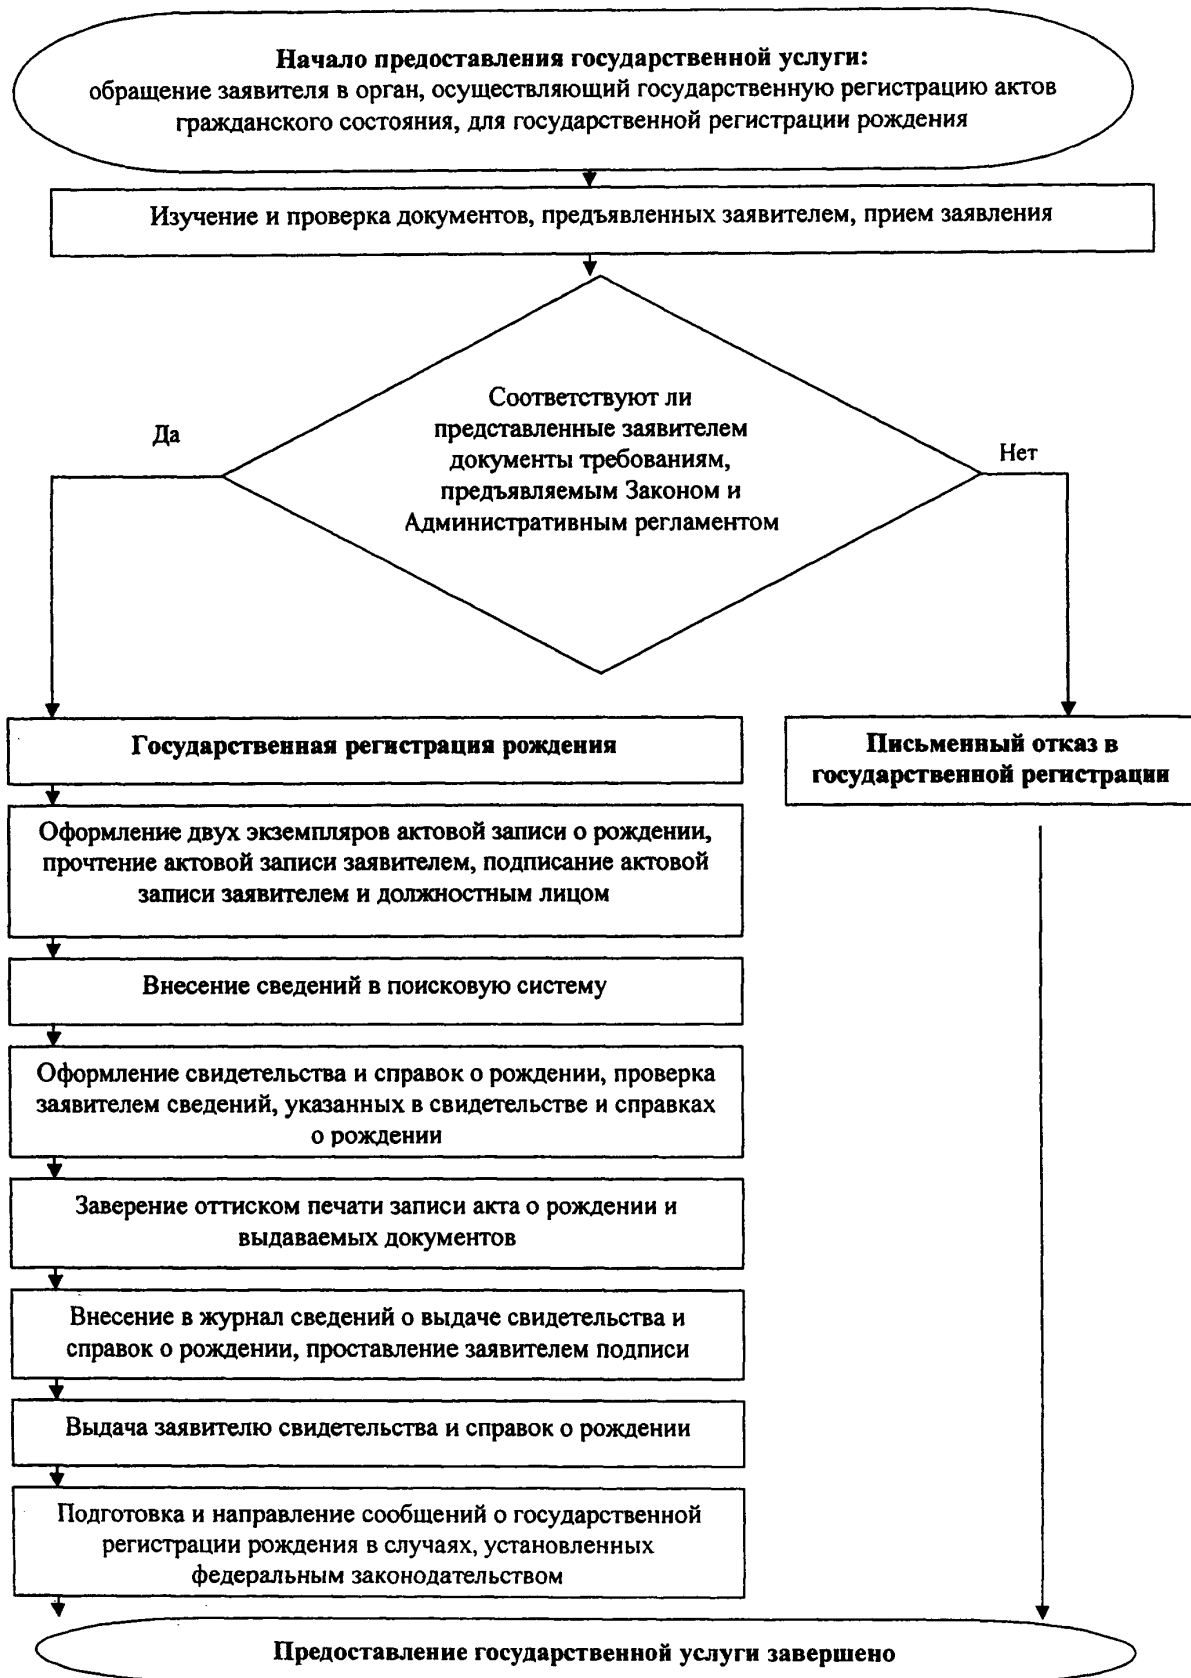 Начало предоставления государственной услуги:
обращение заявителя в орган, осуществляющий государственную регистрацию актов
гражданского состояния, для государственной регистрации рождения
Изучение и проверка документов, предъявленных заявителем, прием заявления
Соответствуют ли
представленные заявителем
документы требованиям,
предъявляемым Законом и
Административным регламентом
Да
Нет
Государственная регистрация рождения
Письменный отказ в
государственной регистрации
Оформление двух экземпляров актовой записи о рождении,
прочтение актовой записи заявителем, подписание актовой
записи заявителем и должностным лицом
Внесение сведений в поисковую систему
Оформление свидетельства и справок о рождении, проверка
заявителем сведений, указанных в свидетельстве и справках
о рождении
Заверение оттиском печати записи акта о рождении и
выдаваемых документов
Внесение в журнал сведений о выдаче свидетельства и
справок о рождении, проставление заявителем подписи
Выдача заявителю свидетельства и справок о рождении
Подготовка и направление сообщений о государственной
регистрации рождения в случаях, установленных
федеральным законодательством
Предоставление государственной услуги завершено